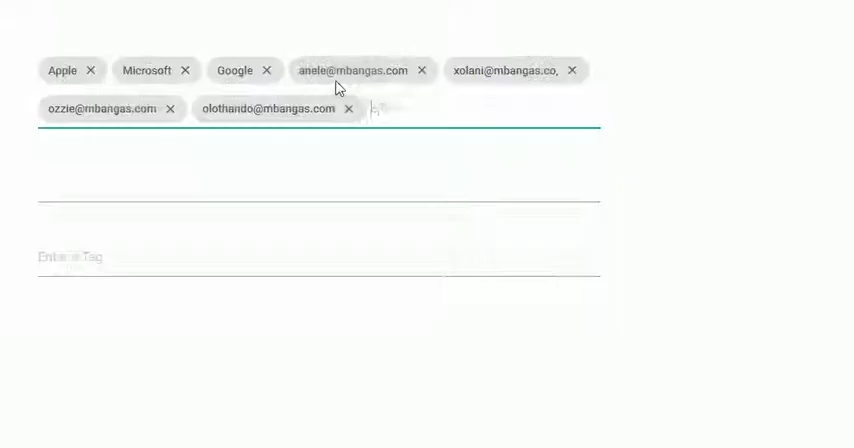 Apple × Microsoft × Google × anele@mbangas.com × xolani@mbangas.co, ×
ozzie@mbangas.com × olothando@mbangas.com ×
Enter a Tag